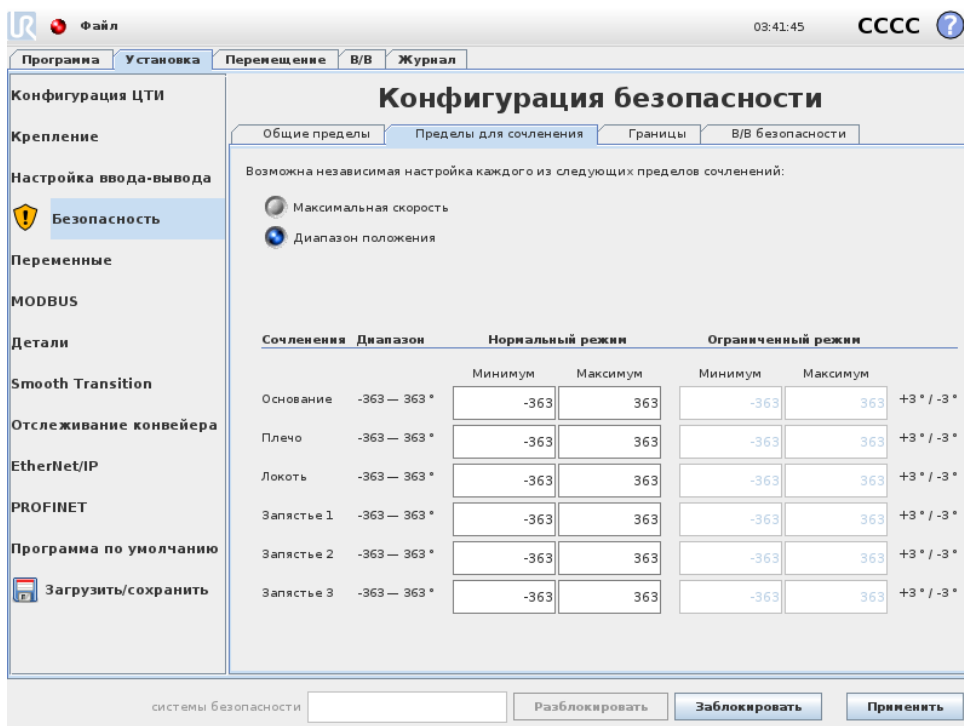 UR Файл 03:41:45 CCCC ?
Программа Установка Перемещение В/В Журнал
Конфигурация ЦТИ
Крепление
Настройка ввода-вывода
Безопасность
Переменные
MODBUS
Детали
Smooth Transition
Отслеживание конвейера
EtherNet/IP
PROFINET
Программа по умолчанию
Загрузить/сохранить
Конфигурация безопасности
Общие пределы Пределы для сочленения Границы В/В безопасности
Возможна независимая настройка каждого из следующих пределов сочленений:
Максимальная скорость
Диапазон положения
Сочленения Диапазон Нормальный режим Ограниченный режим
Минимум Максимум Минимум Максимум
Основание -363 — 363 ° -363 363 -363 363 +3 ° / -3 °
Плечо -363 — 363 ° -363 363 -363 363 +3 ° / -3 °
Локоть -363 — 363 ° -363 363 -363 363 +3 ° / -3 °
Запястье 1 -363 — 363 ° -363 363 -363 363 +3 ° / -3 °
Запястье 2 -363 — 363 ° -363 363 -363 363 +3 ° / -3 °
Запястье 3 -363 — 363 ° -363 363 -363 363 +3 ° / -3 °
системы безопасности Разблокировать Заблокировать Применить